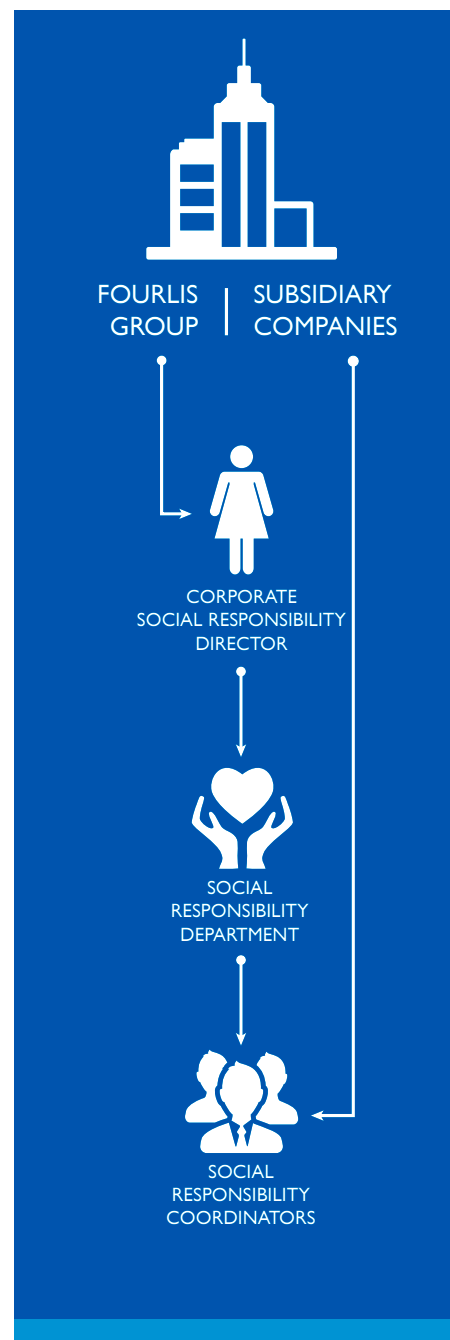 FOURLIS
GROUP
SUBSIDIARY
COMPANIES
CORPORATE
SOCIAL RESPONSIBILITY
DIRECTOR
SOCIAL
RESPONSIBILITY
DEPARTMENT
SOCIAL
RESPONSIBILITY
COORDINATORS